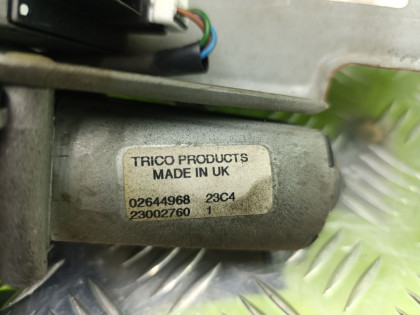 TRICO PRODUCTS
MADE IN UK
02644968 23C4
23002760 1